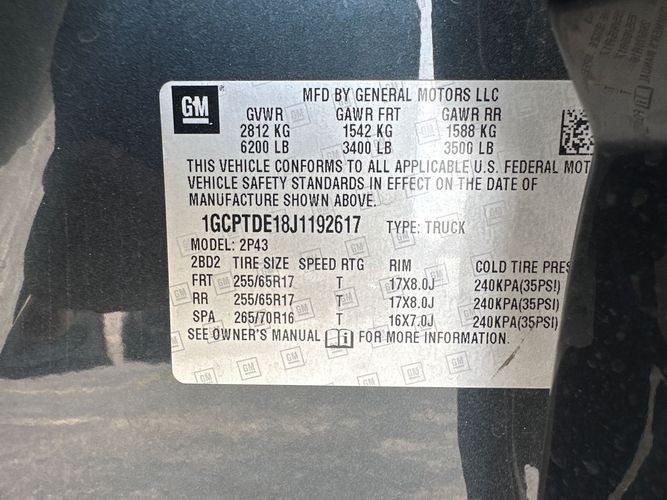 GM
MFD BY GENERAL MOTORS LLC
GVWR GAWR FRT GAWR RR
2812 KG 1542 KG 1588 KG
6200 LB 3400 LB 3500 LB
THIS VEHICLE CONFORMS TO ALL APPLICABLE U.S. FEDERAL MOT
VEHICLE SAFETY STANDARDS IN EFFECT ON THE DATE OF
MANUFACTURE SHOWN ABOVE.
1GCPTDE18J1192617 TYPE: TRUCK
MODEL: 2P43
2BD2 TIRE SIZE SPEED RTG RIM COLD TIRE PRES
FRT 255/65R17 T 17X8.0J 240KPA(35PSI)
RR 255/65R17 T 17X8.0J 240KPA(35PSI)
SPA 265/70R16 T 16X7.0J 240KPA(35PSI)
SEE OWNER'S MANUAL FOR MORE INFORMATION.